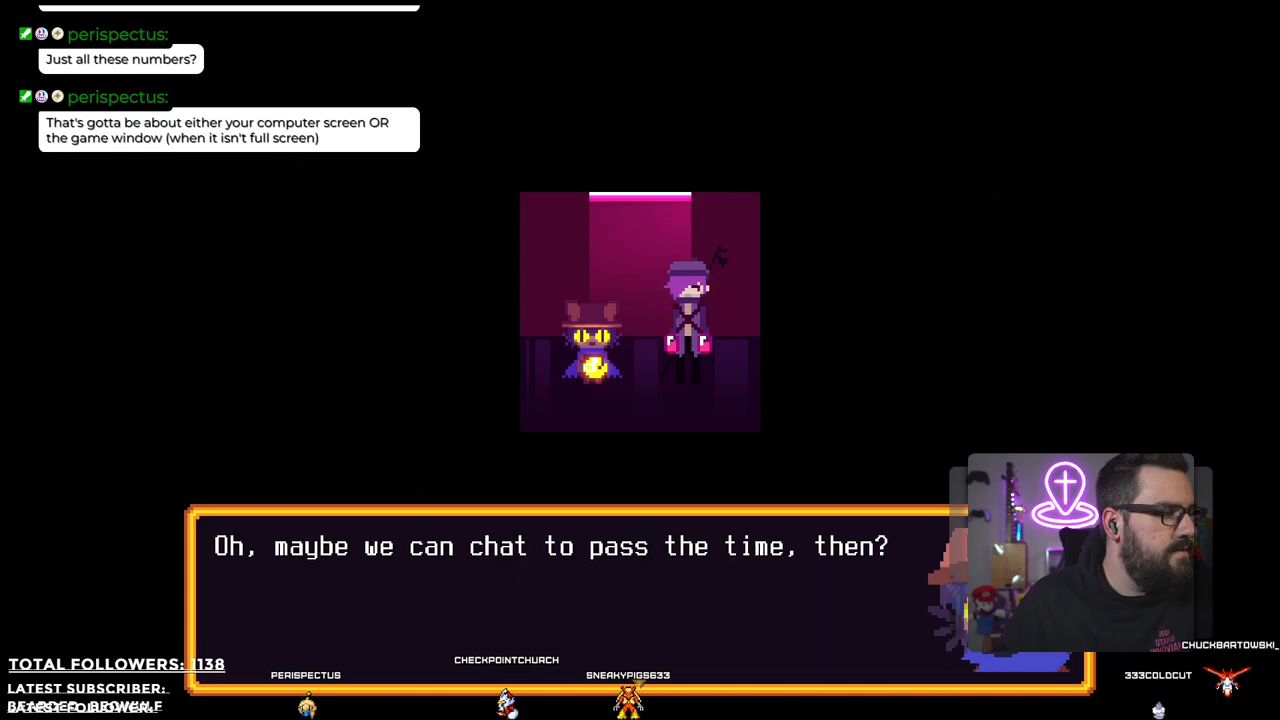 perispectus:
Just all these numbers?
perispectus:
That's gotta be about either your computer screen OR
the game window (when it isn't full screen)
Oh, maybe we can chat to pass the time, then?
CHUCKBARTOWSKI_
TOTAL FOLLOWERS: 1138
CHECKPOINTCHURCH
PERISPECTUS
SNEAKYPIGS633
333COLDCUT
LATEST SUBSCRIBER: